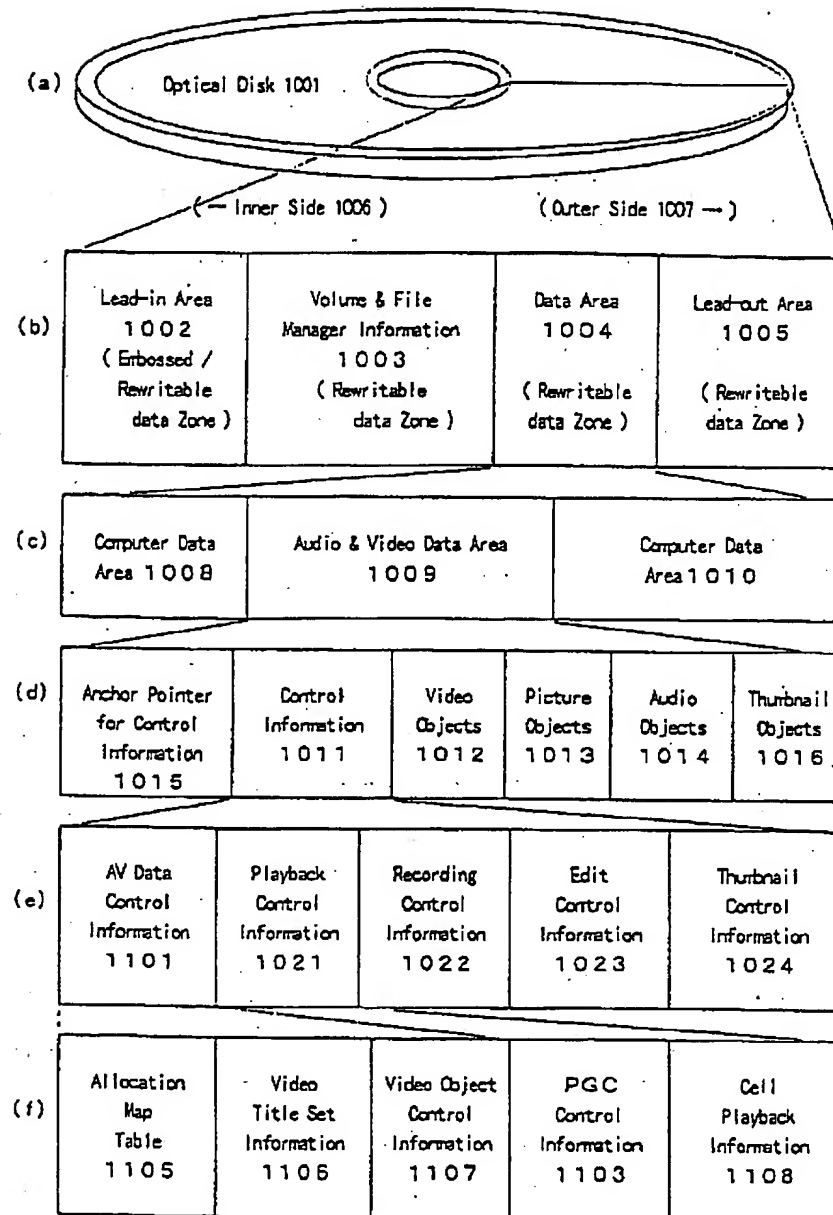 (a)
Optical Disk 1001
(— Inner Side 1006 )
(Outer Side 1007 →)
(b)
Lead-in Area
1002
( Embossed /
Rewritable
data Zone )
Volume & File
Manager Information
1003
( Rewritable
data Zone )
Data Area
1004
( Rewritable
data Zone )
Lead-out Area
1005
( Rewritable
data Zone )
(c)
Computer Data
Area 1008
Audio & Video Data Area
1009
Computer Data
Area 1010
(d)
Anchor Pointer
for Control
Information
1015
Control
Information
1011
Video
Objects
1012
Picture
Objects
1013
Audio
Objects
1014
Thumbnail
Objects
1016
(e)
AV Data
Control
Information
1101
Playback
Control
Information
1021
Recording
Control
Information
1022
Edit
Control
Information
1023
Thumbnail
Control
Information
1024
(f)
Allocation
Map
Table
1105
Video
Title Set
Information
1106
Video Object
Control
Information
1107
PGC
Control
Information
1103
Cell
Playback
Information
1108